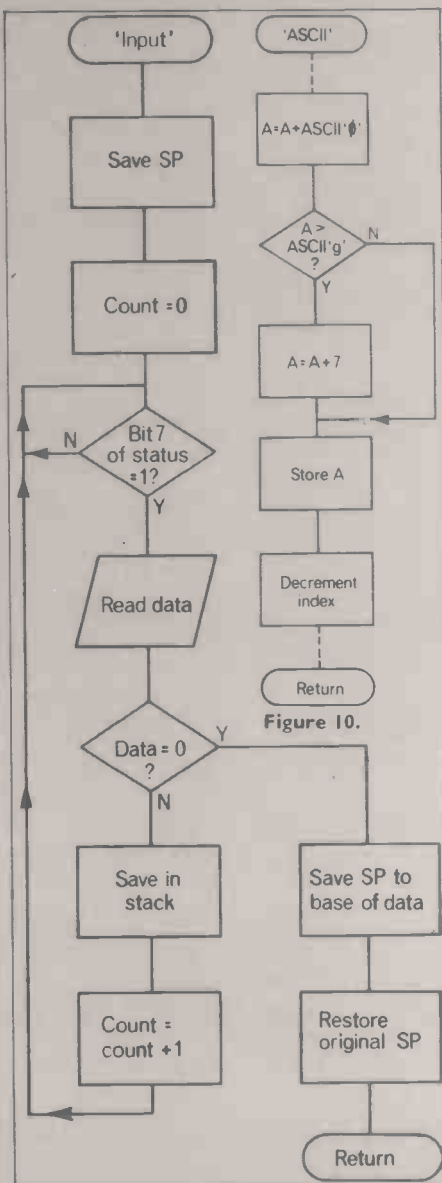 'Input'
Save SP
Count = 0
N
Bit 7
of status
=1?
Y
Read data
Data = 0
?
Y
N
Save in
stack
Count =
count +1
Save SP to
base of data
Restore
original SP
Return
'ASCII'
A=A+ASCII'ϕ'
A >
ASCII'g'
?
N
Y
A = A + 7
Store A
Decrement
index
Return
Figure 10.